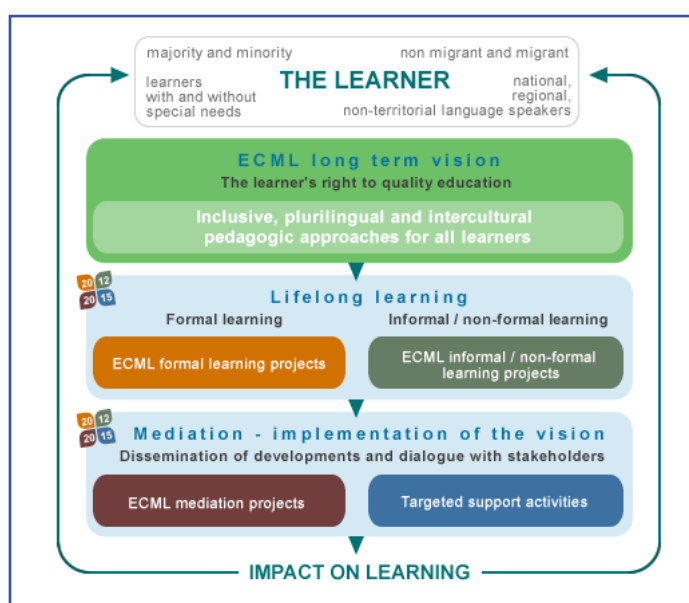 majority and minority
non migrant and migrant
learners
with and without
special needs
THE LEARNER
national,
regional,
non-territorial language speakers
ECML long term vision
The learner's right to quality education
Inclusive, plurilingual and intercultural
pedagogic approaches for all learners
20 12
20 15
Lifelong learning
Formal learning
Informal / non-formal learning
ECML formal learning projects
ECML informal / non-formal
learning projects
20 12
20 15
Mediation - implementation of the vision
Dissemination of developments and dialogue with stakeholders
ECML mediation projects
Targeted support activities
IMPACT ON LEARNING